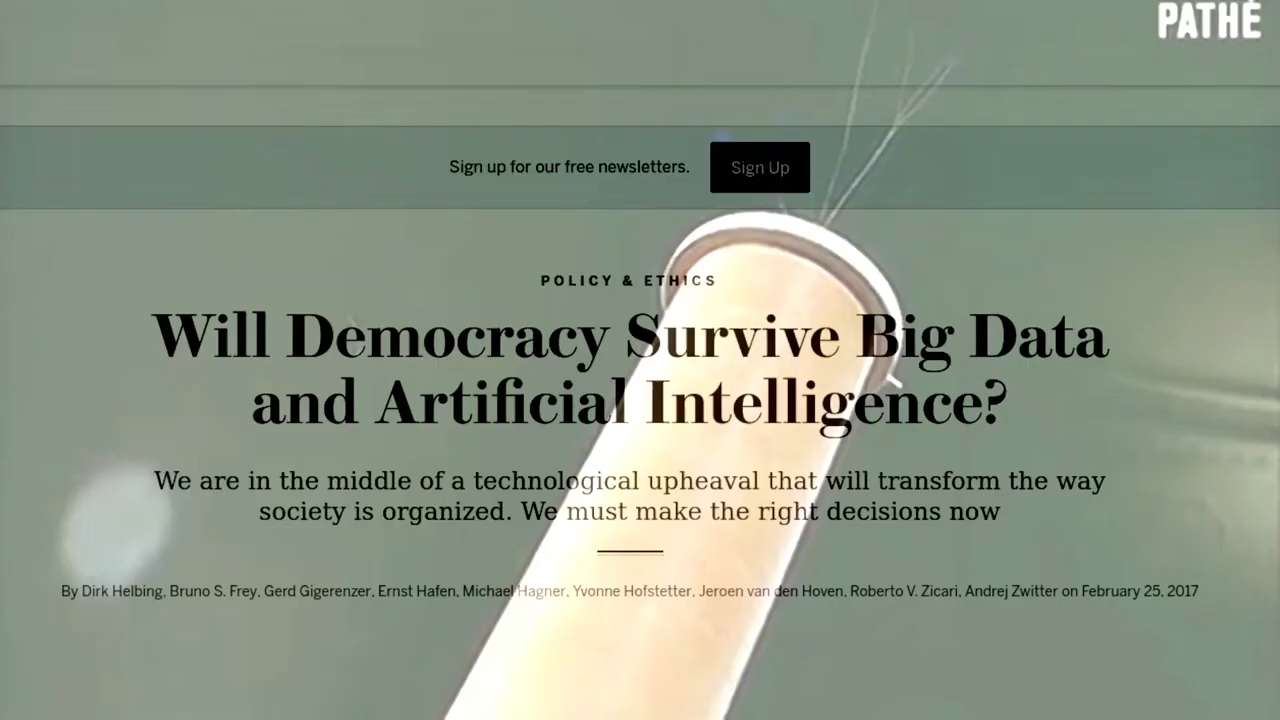 PATHÉ
Sign up for our free newsletters. Sign Up
POLICY & ETHICS
Will Democracy Survive Big Data
and Artificial Intelligence?
We are in the middle of a technological upheaval that will transform the way
society is organized. We must make the right decisions now
By Dirk Helbing, Bruno S. Frey, Gerd Gigerenzer, Ernst Hafen, Michael Hagner, Yvonne Hofstetter, Jeroen van den Hoven, Roberto V. Zicari, Andrej Zwitter on February 25, 2017